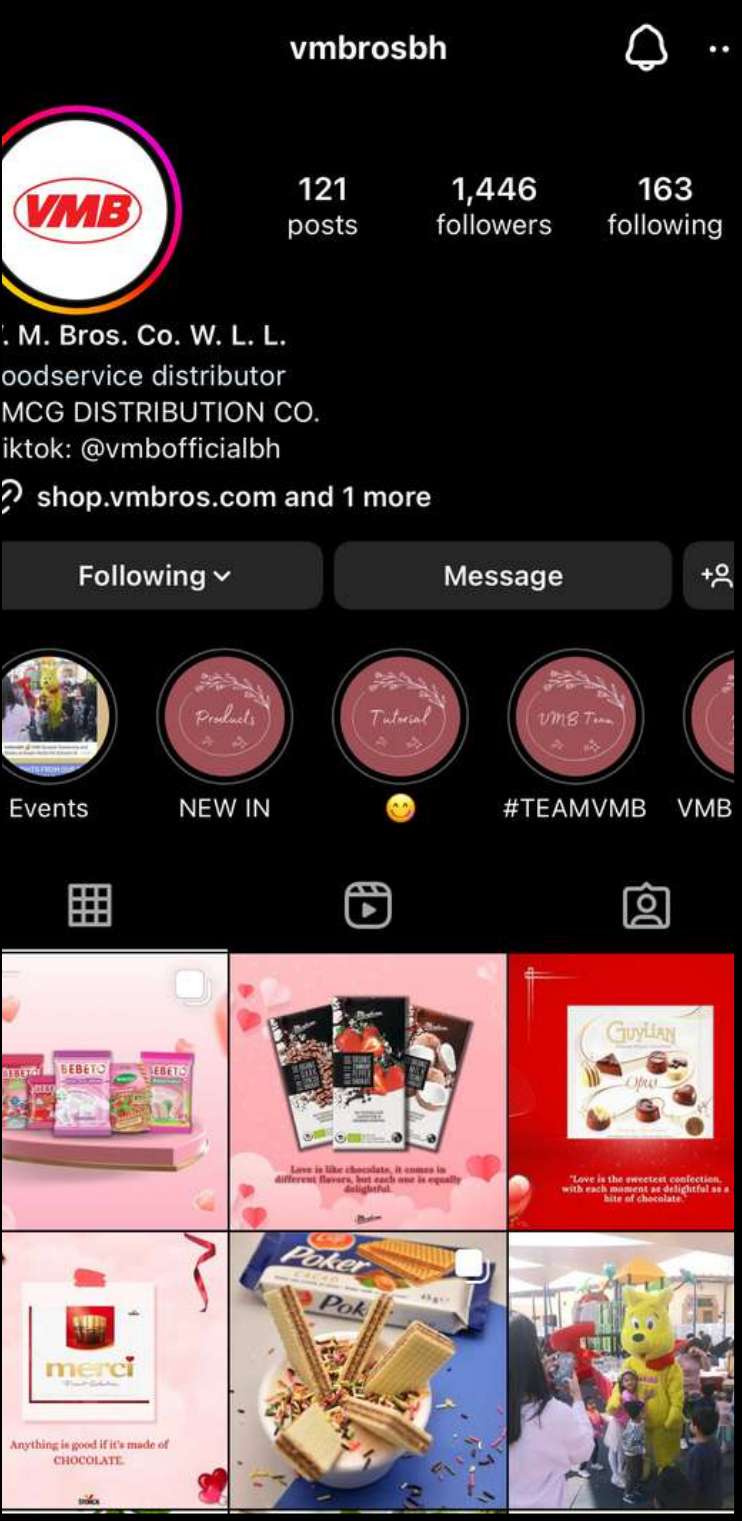 vmbrosbh
VMB
121
posts
1,446
followers
163
following
. M. Bros. Co. W. L. L.
oodservice distributor
MCG DISTRIBUTION CO.
iktok: @vmbofficialbh
shop.vmbros.com and 1 more
Following
Message
Products
Tutorial
VMB Team
Events
NEW IN
#TEAMVMB
VMB
BEBETO
BEBETO
Love is like chocolate, it comes in
different flavors, but each one is equally
delightful.
GUYLIAN
Opus
"Love is the sweetest confection,
with each moment as delightful as a
bite of chocolate."
merci
Anything is good if it's made of
CHOCOLATE.
STORCK
Poker
CACAO
Pok
45g